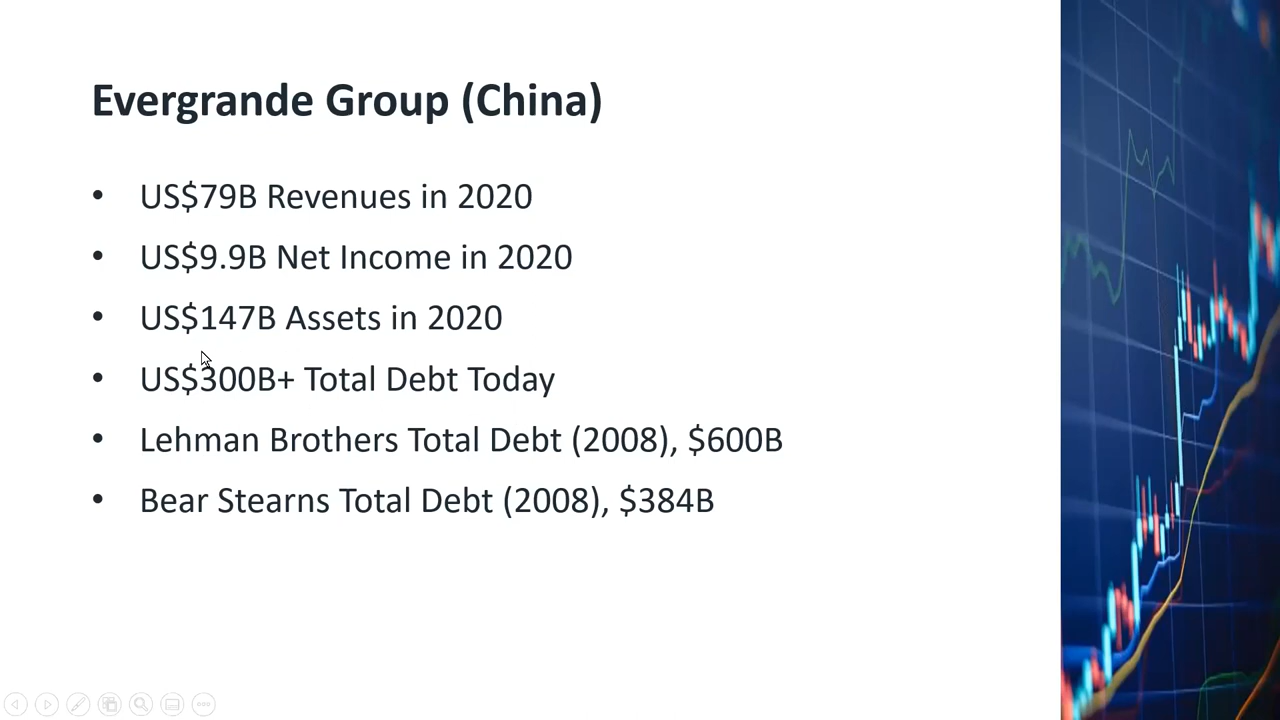 Evergrande Group (China)
• US$79B Revenues in 2020
• US$9.9B Net Income in 2020
• US$147B Assets in 2020
• US$300B+ Total Debt Today
• Lehman Brothers Total Debt (2008), $600B
• Bear Stearns Total Debt (2008), $384B